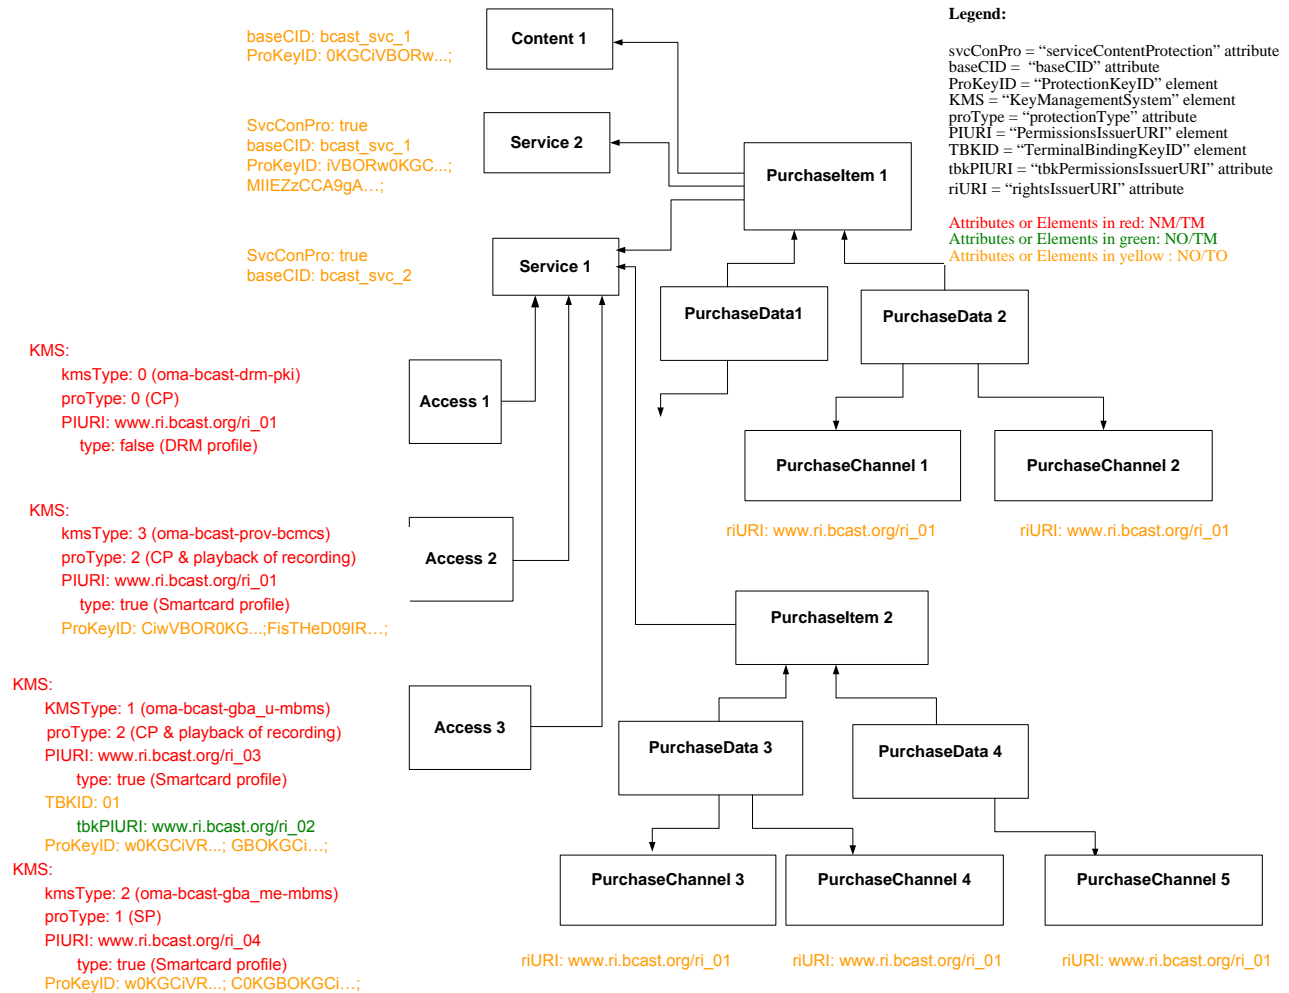 Legend:
svcConPro = “serviceContentProtection” attribute
baseCID = “baseCID” attribute
ProKeyID = “ProtectionKeyID” element
KMS = “KeyManagementSystem” element
proType = “protectionType” attribute
PIURI = “PermissionsIssuerURI” element
TBKID = “TerminalBindingKeyID” element
tbkPIURI = “tbkPermissionsIssuerURI” attribute
riURI = “rightsIssuerURI” attribute
Attributes or Elements in red: NM/TM
Attributes or Elements in green: NO/TM
Attributes or Elements in yellow : NO/TO
baseCID: bcast_svc_1
ProKeyID: 0KGCiVBORw...;
Content 1
SvcConPro: true
baseCID: bcast_svc_1
ProKeyID: iVBORw0KGC...;
MIIEZzCCA9gA…;
Service 2
PurchaseItem 1
SvcConPro: true
baseCID: bcast_svc_2
Service 1
PurchaseData1
PurchaseData 2
KMS:
kmsType: 0 (oma-bcast-drm-pki)
proType: 0 (CP)
PIURI: www.ri.bcast.org/ri_01
type: false (DRM profile)
Access 1
PurchaseChannel 1
PurchaseChannel 2
riURI: www.ri.bcast.org/ri_01
riURI: www.ri.bcast.org/ri_01
KMS:
kmsType: 3 (oma-bcast-prov-bcmcs)
proType: 2 (CP & playback of recording)
PIURI: www.ri.bcast.org/ri_01
type: true (Smartcard profile)
ProKeyID: CiwVBOR0KG...;FisTHeD09IR…;
Access 2
PurchaseItem 2
KMS:
KMSType: 1 (oma-bcast-gba_u-mbms)
proType: 2 (CP & playback of recording)
PIURI: www.ri.bcast.org/ri_03
type: true (Smartcard profile)
TBKID: 01
tbkPIURI: www.ri.bcast.org/ri_02
ProKeyID: w0KGCiVR...; GBOKGCi…;
Access 3
PurchaseData 3
PurchaseData 4
KMS:
kmsType: 2 (oma-bcast-gba_me-mbms)
proType: 1 (SP)
PIURI: www.ri.bcast.org/ri_04
type: true (Smartcard profile)
ProKeyID: w0KGCiVR...; C0KGBOKGCi…;
PurchaseChannel 3
PurchaseChannel 4
PurchaseChannel 5
riURI: www.ri.bcast.org/ri_01
riURI: www.ri.bcast.org/ri_01
riURI: www.ri.bcast.org/ri_01